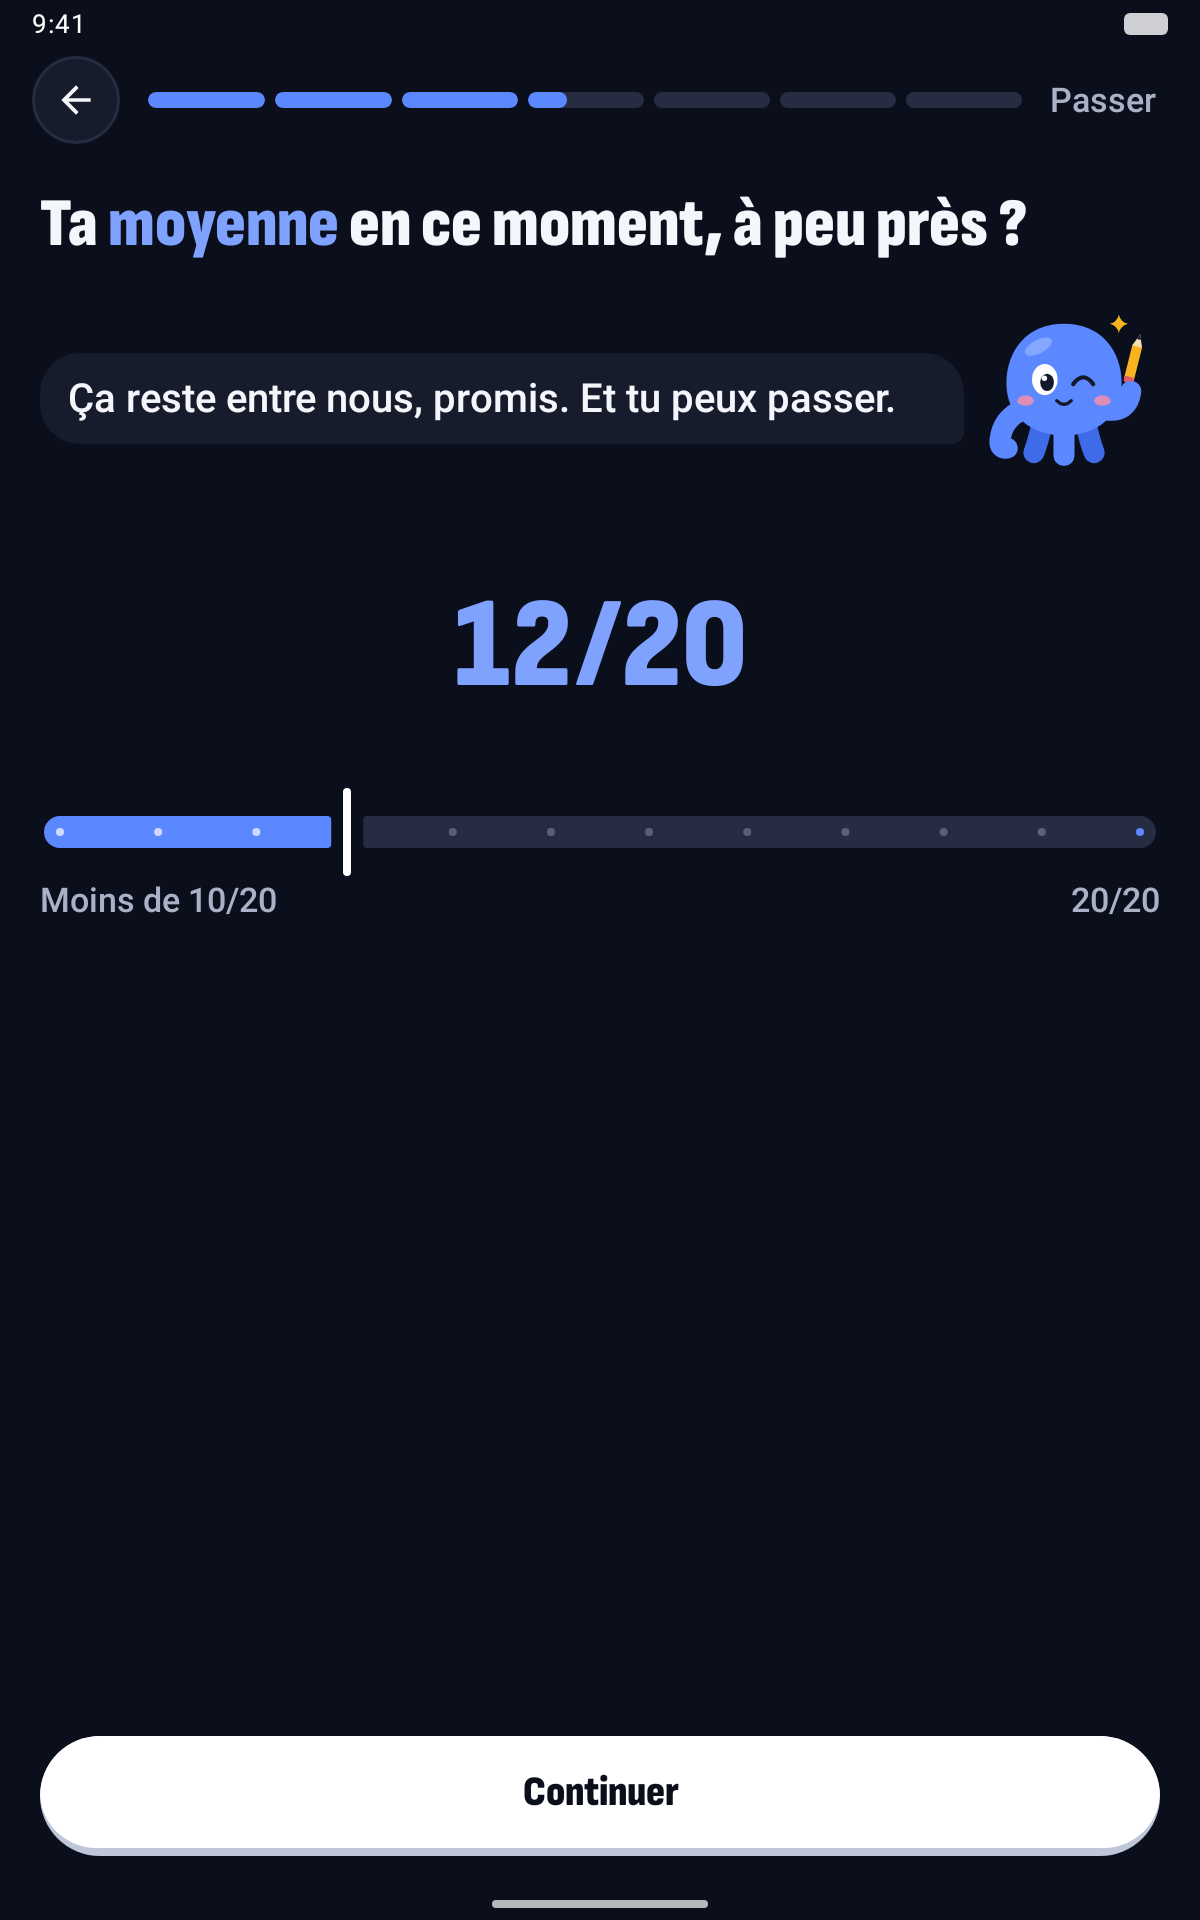 9:41
Passer
Ta moyenne en ce moment, à peu près ?
Ça reste entre nous, promis. Et tu peux passer.
12/20
Moins de 10/20
20/20
Continuer